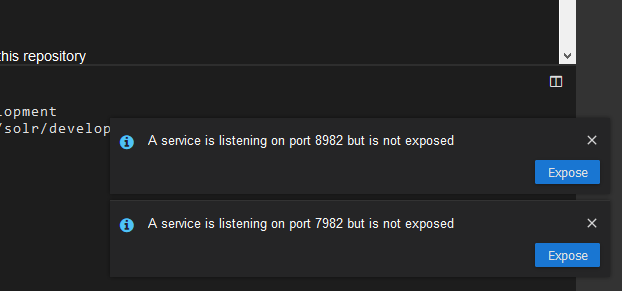 this repository
lopment
/solr/develop
A service is listening on port 8982 but is not exposed
Expose
A service is listening on port 7982 but is not exposed
Expose